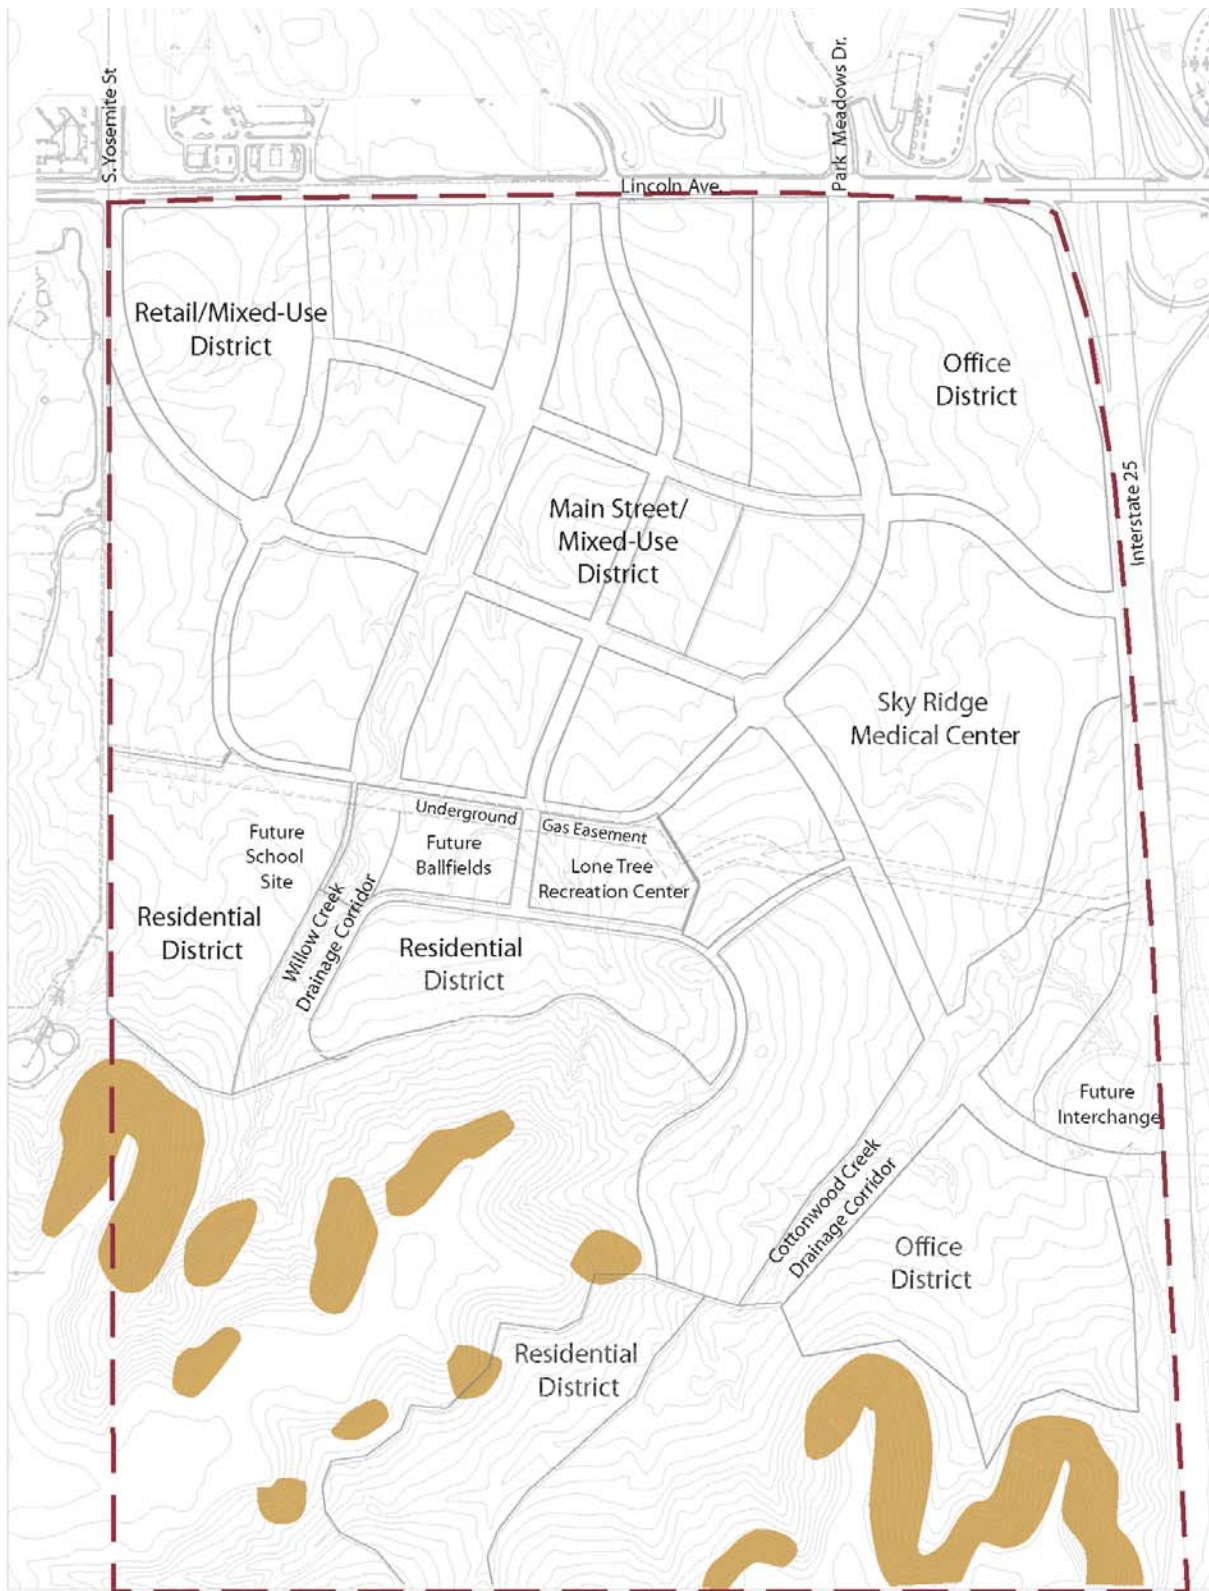 S. Yosemite St
Park Meadows Dr.
Lincoln Ave.
Retail/Mixed-Use
District
Office
District
Interstate 25
Main Street/
Mixed-Use
District
Sky Ridge
Medical Center
Underground
Gas Easement
Future
School
Site
Future
Ballfields
Lone Tree
Recreation Center
Residential
District
Willow Creek
Drainage Corridor
Residential
District
Future
Interchange
Cottonwood Creek
Drainage Corridor
Office
District
Residential
District